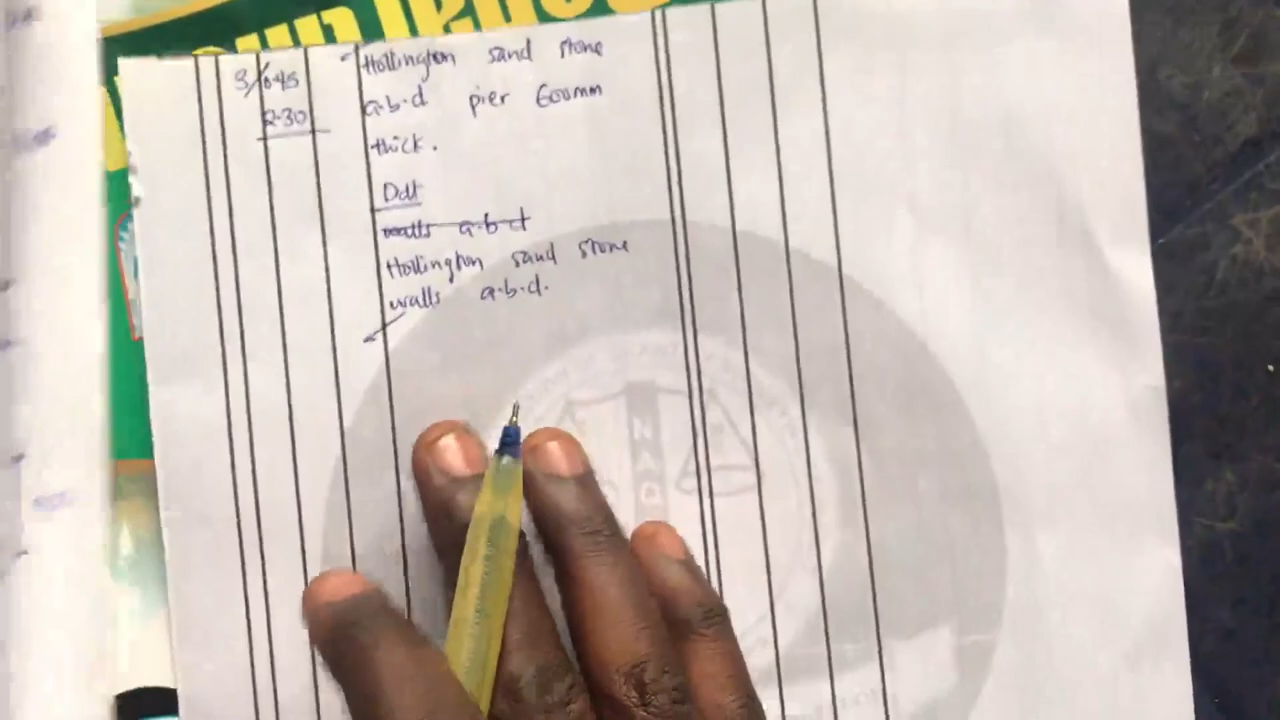 3/0.45
2.30
Hollington sand stone
a.b.d pier 600mm
thick.
Ddt
walls a.b.d
Hollington sand stone
walls a.b.d.